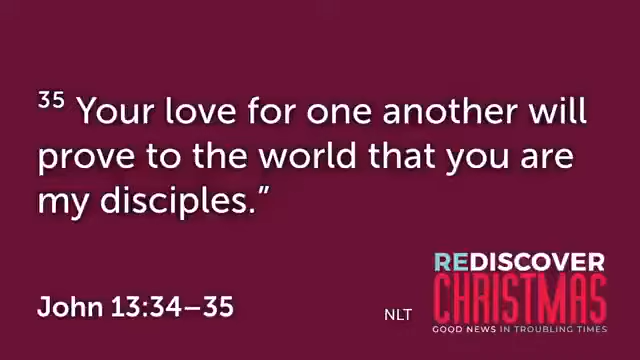 35 Your love for one another will
prove to the world that you are
my disciples.”
John 13:34–35
NLT
REDISCOVER
CHRISTMAS
GOOD NEWS IN TROUBLING TIMES